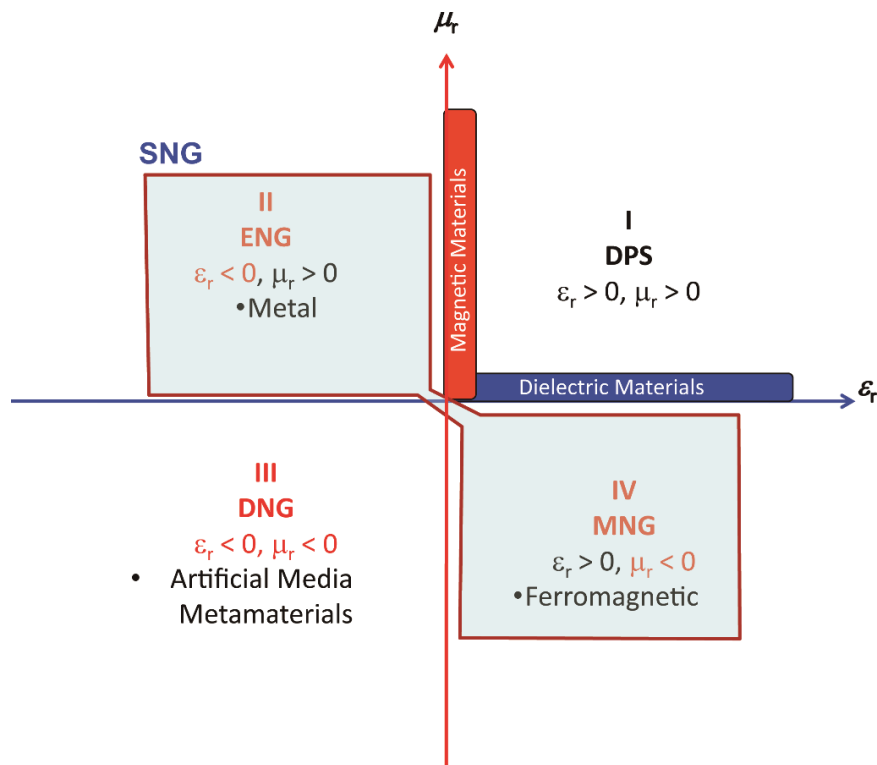 μr
SNG
II
ENG
εr < 0, μr > 0
•Metal
Magnetic Materials
I
DPS
εr > 0, μr > 0
Dielectric Materials
εr
III
DNG
εr < 0, μr < 0
• Artificial Media
Metamaterials
IV
MNG
εr > 0, μr < 0
•Ferromagnetic